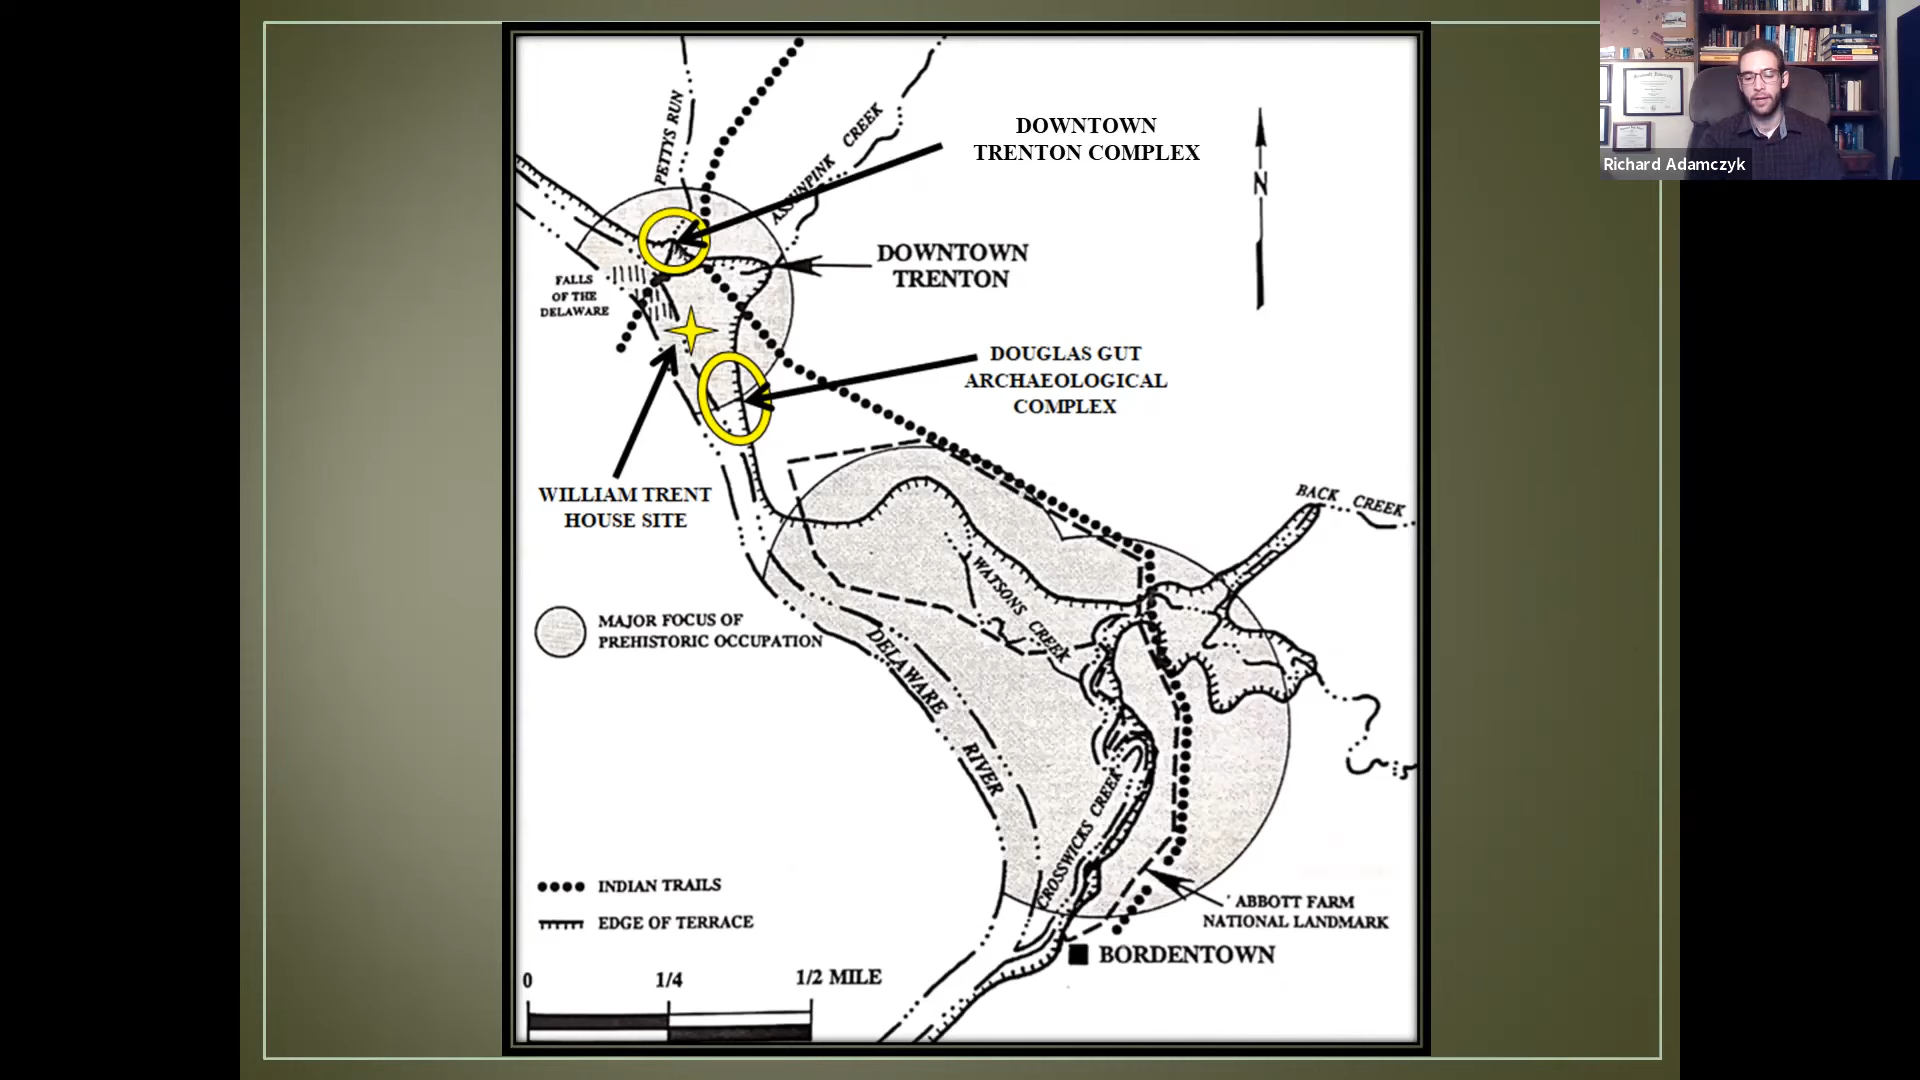 PETTYS RUN
ASSUNPINK CREEK
DOWNTOWN
TRENTON COMPLEX
N
DOWNTOWN
TRENTON
FALLS
OF THE
DELAWARE
DOUGLAS GUT
ARCHAEOLOGICAL
COMPLEX
WILLIAM TRENT
HOUSE SITE
BACK CREEK
WATSONS CREEK
MAJOR FOCUS OF
PREHISTORIC OCCUPATION
DELAWARE RIVER
CROSSWICKS CREEK
INDIAN TRAILS
EDGE OF TERRACE
ABBOTT FARM
NATIONAL LANDMARK
BORDENTOWN
0 1/4 1/2 MILE
Richard Adamczyk